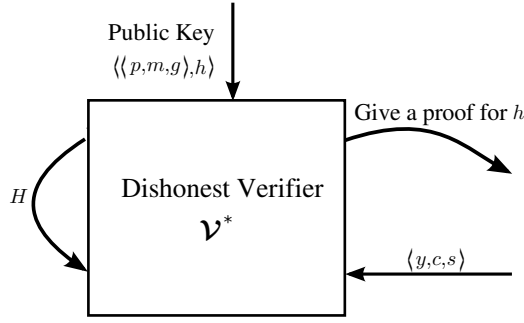 Public Key
⟨⟨p,m,g⟩,h⟩
Give a proof for h
H
Dishonest Verifier
𝒱*
⟨y,c,s⟩